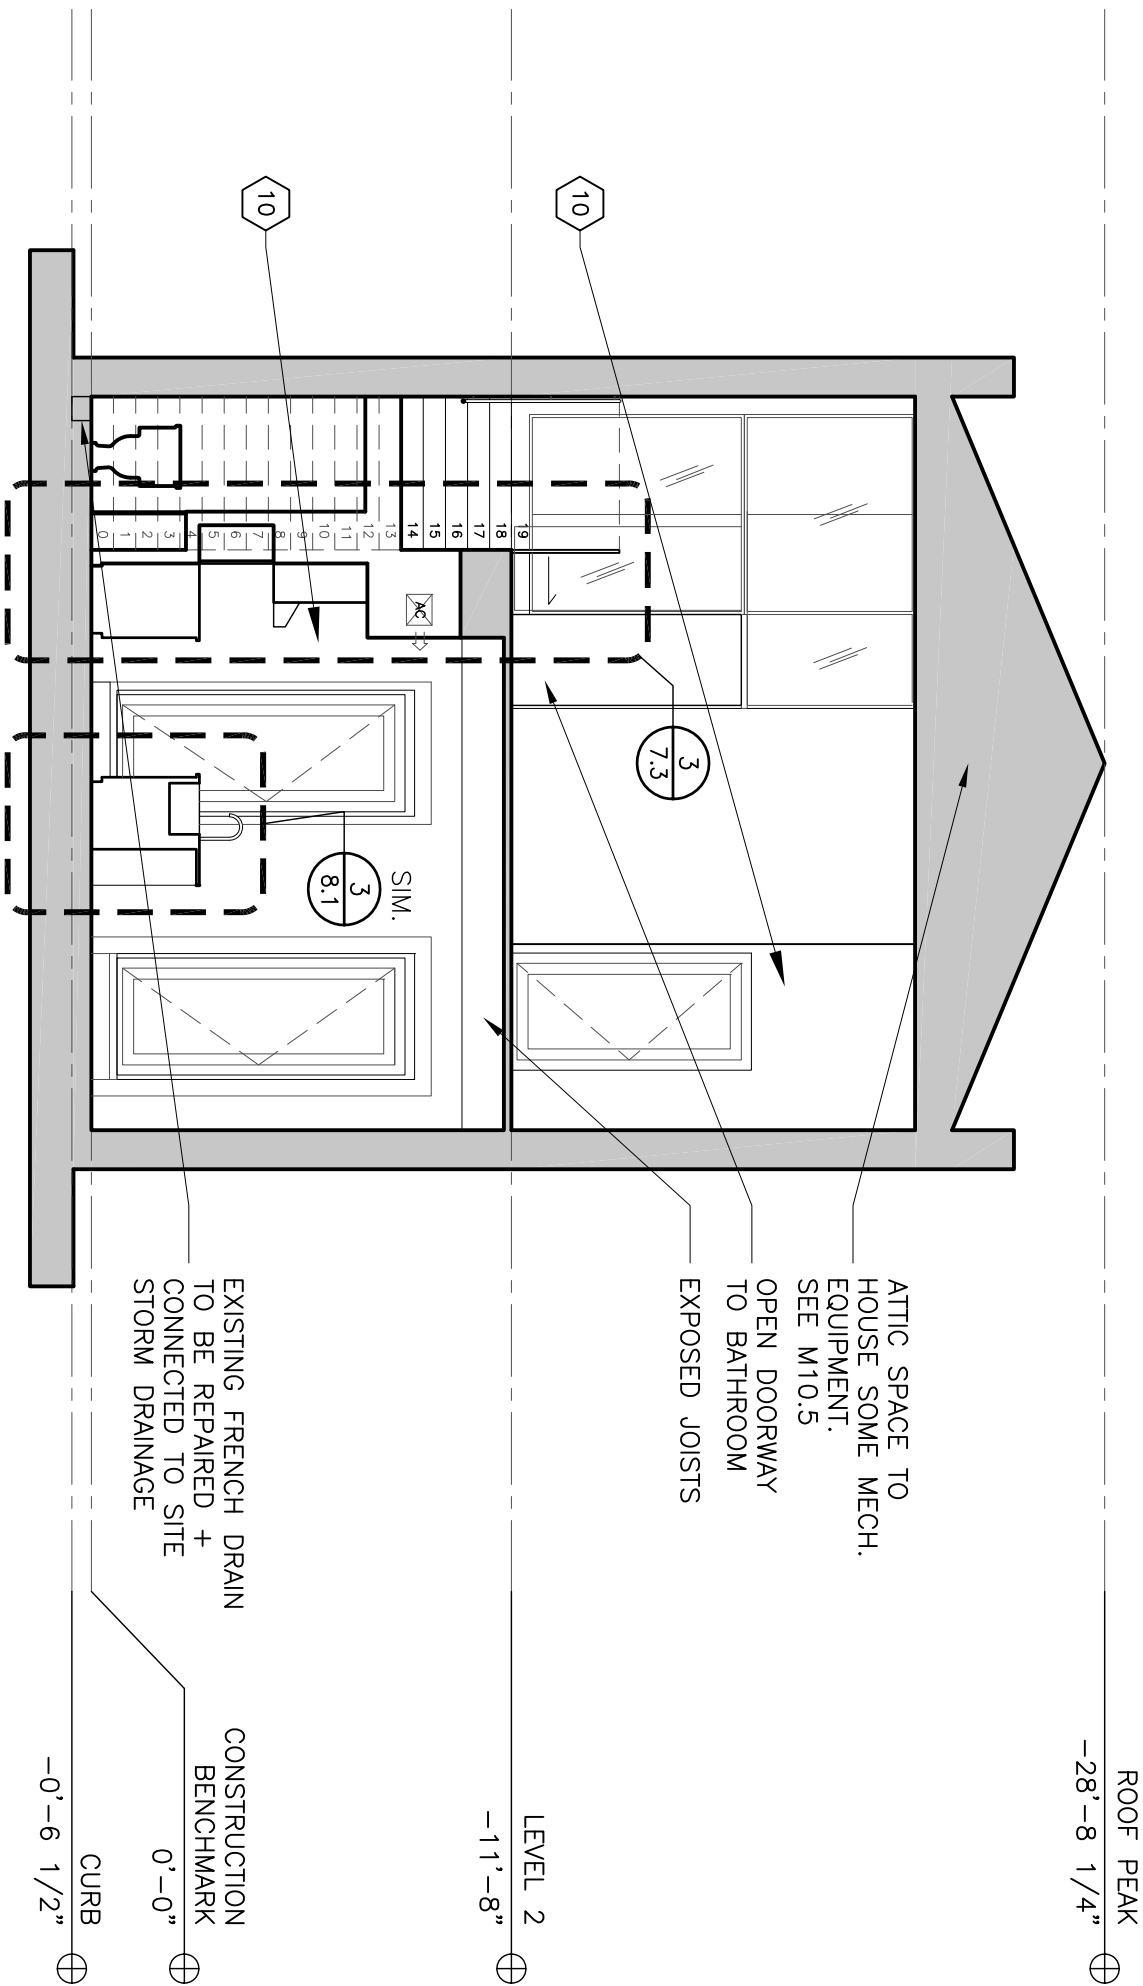 ROOF PEAK
-28'-8 1/4"
LEVEL 2
-11'-8"
CONSTRUCTION
BENCHMARK
0'-0"
CURB
-0'-6 1/2"
ATTIC SPACE TO
HOUSE SOME MECH.
EQUIPMENT.
SEE M10.5
OPEN DOORWAY
TO BATHROOM
EXPOSED JOISTS
EXISTING FRENCH DRAIN
TO BE REPAIRED +
CONNECTED TO SITE
STORM DRAINAGE
10
10
3
7.3
SIM.
3
8.1
AC
19
18
17
16
15
14
13
12
11
10
9
8
7
6
5
4
3
2
1
0